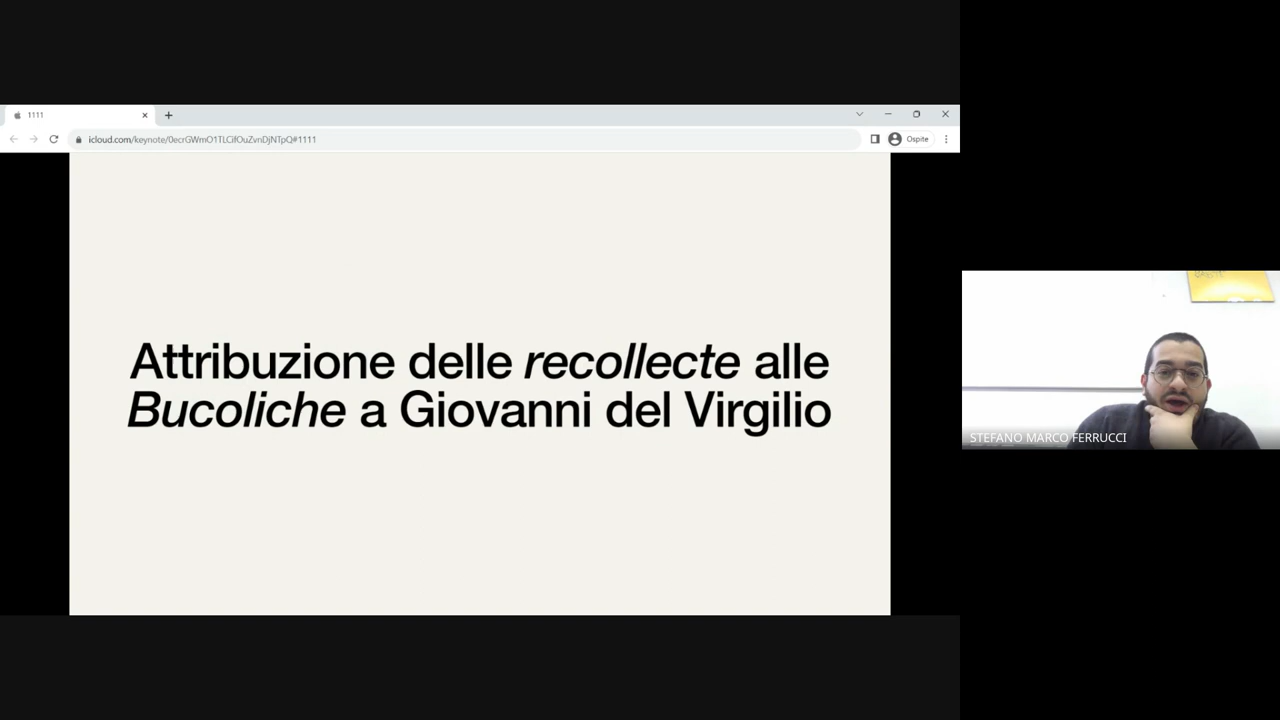 1111
icloud.com/keynote/0ecrGWmO1TLCifOuZvnDjNTpQ#1111
Ospite
Attribuzione delle recollecte alle
Bucoliche a Giovanni del Virgilio
STEFANO MARCO FERRUCCI